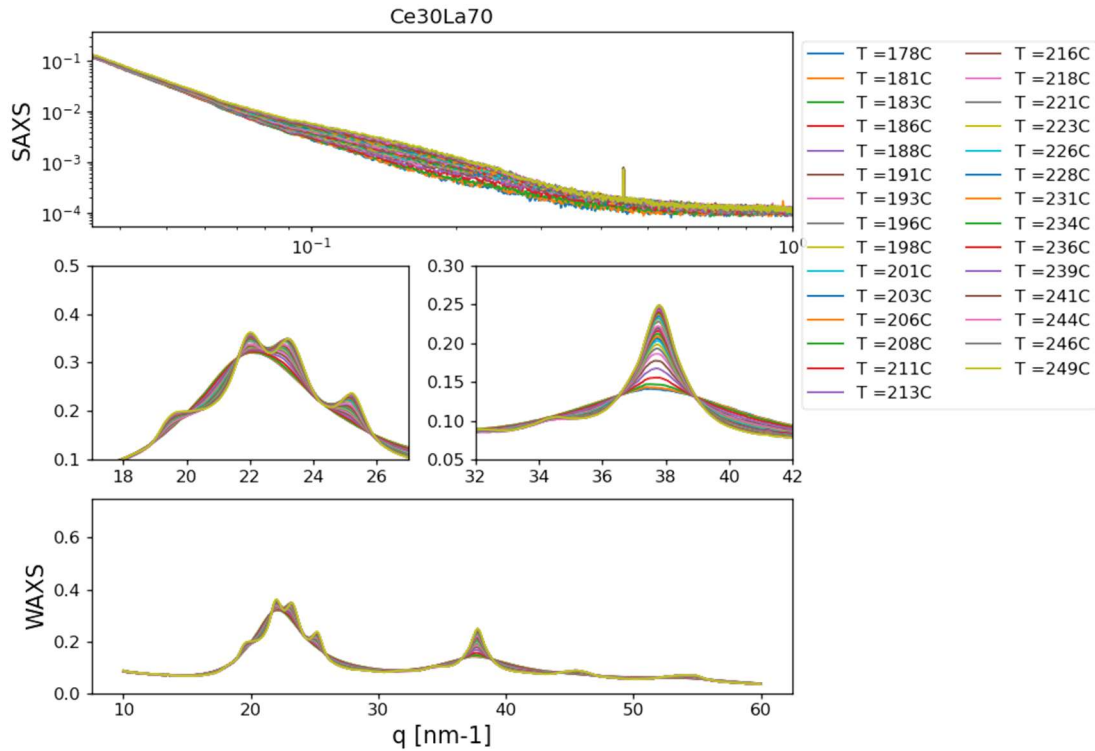 Ce30La70
SAXS
10⁻¹
10⁻²
10⁻³
10⁻⁴
10⁻¹
10⁰
T =178C
T =181C
T =183C
T =186C
T =188C
T =191C
T =193C
T =196C
T =198C
T =201C
T =203C
T =206C
T =208C
T =211C
T =213C
T =216C
T =218C
T =221C
T =223C
T =226C
T =228C
T =231C
T =234C
T =236C
T =239C
T =241C
T =244C
T =246C
T =249C
0.5
0.4
0.3
0.2
0.1
18 20 22 24 26
0.30
0.25
0.20
0.15
0.10
0.05
32 34 36 38 40 42
WAXS
0.6
0.4
0.2
0.0
10 20 30 40 50 60
q [nm-1]